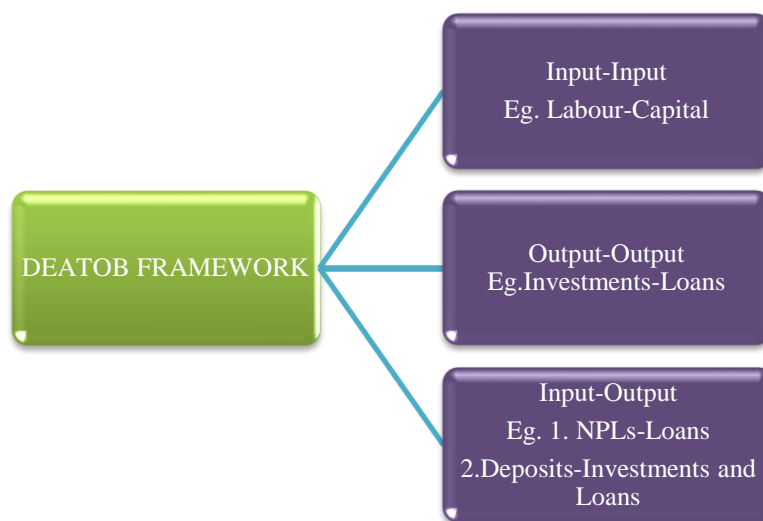 DEATOB FRAMEWORK
Input-Input
Eg. Labour-Capital
Output-Output
Eg.Investments-Loans
Input-Output
Eg. 1. NPLs-Loans
2.Deposits-Investments and
Loans